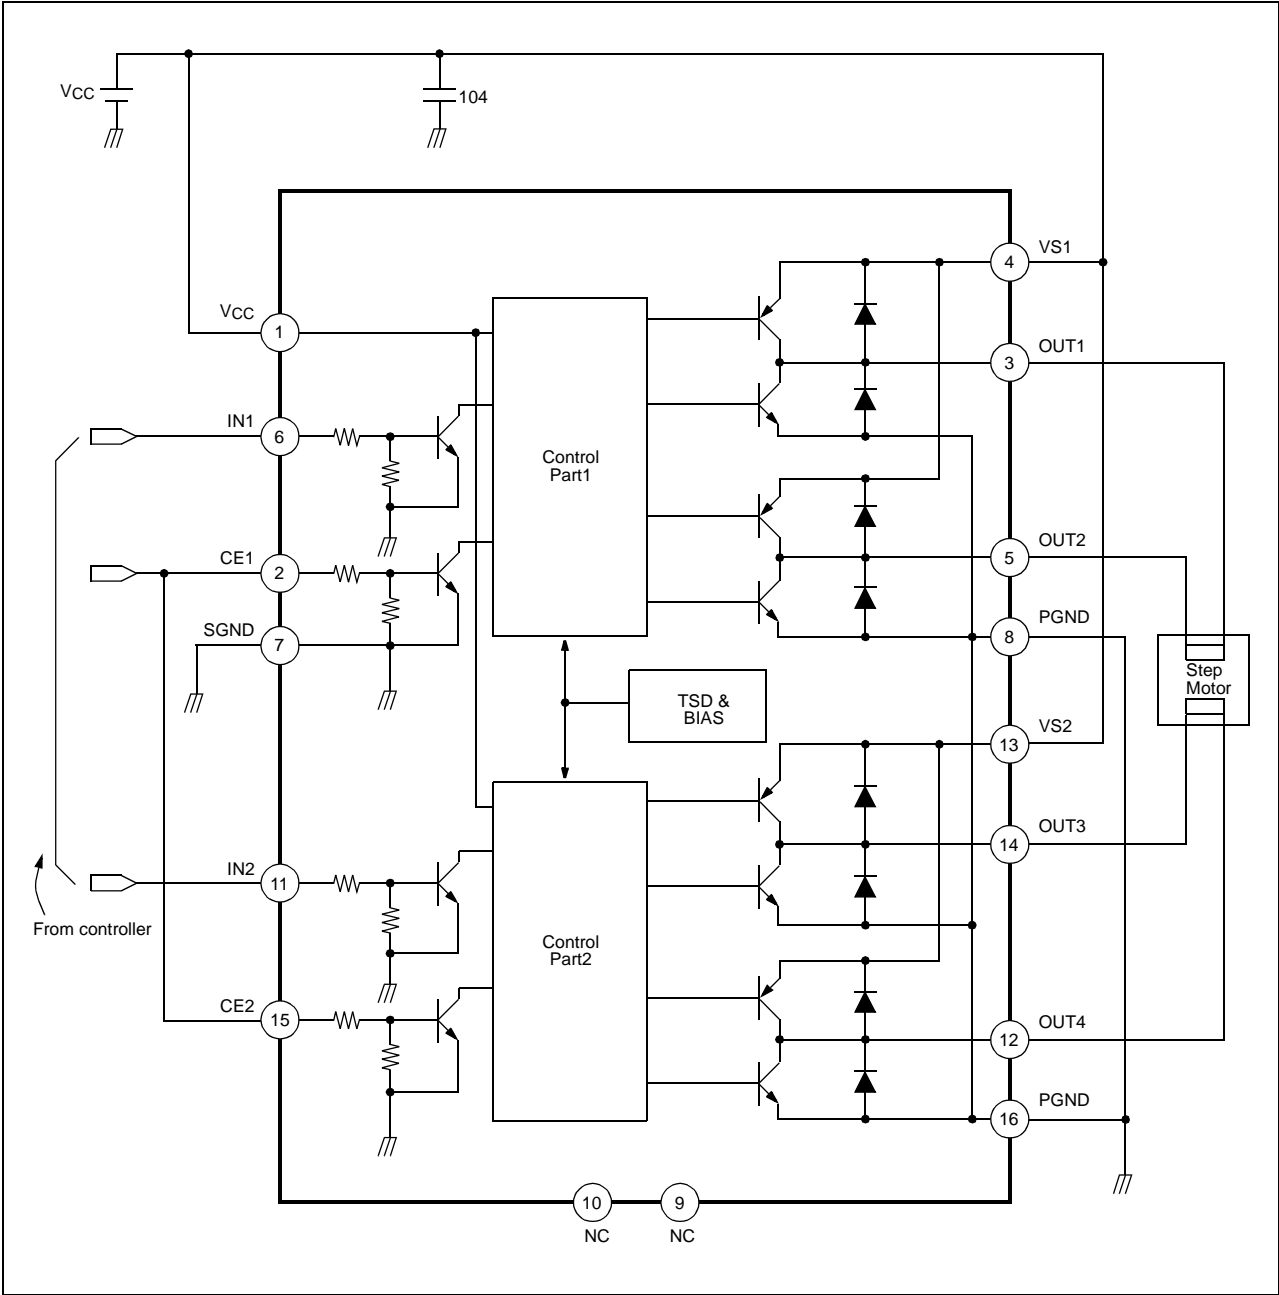 VCC
104
4
VS1
VCC
1
3
OUT1
IN1
6
Control
Part1
CE1
2
5
OUT2
SGND
7
8
PGND
Step
Motor
TSD &
BIAS
13
VS2
14
OUT3
IN2
11
From controller
Control
Part2
CE2
15
12
OUT4
16
PGND
10
9
NC
NC